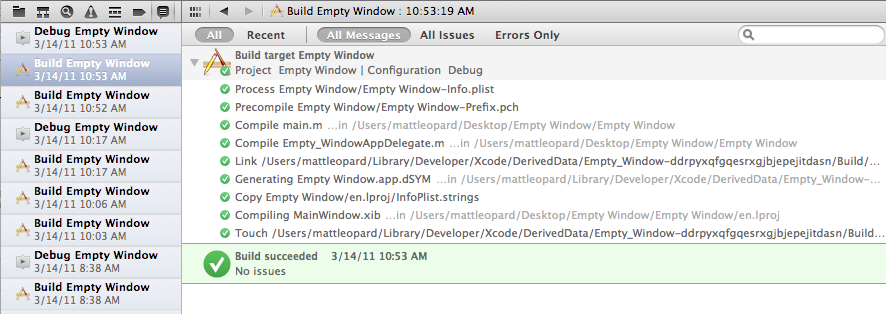 Build Empty Window : 10:53:19 AM
Debug Empty Window
3/14/11 10:53 AM
Build Empty Window
3/14/11 10:53 AM
Build Empty Window
3/14/11 10:52 AM
Debug Empty Window
3/14/11 10:17 AM
Build Empty Window
3/14/11 10:17 AM
Build Empty Window
3/14/11 10:06 AM
Build Empty Window
3/14/11 10:03 AM
Debug Empty Window
3/14/11 8:38 AM
Build Empty Window
3/14/11 8:38 AM
All Recent All Messages All Issues Errors Only
Build target Empty Window
Project Empty Window | Configuration Debug
Process Empty Window/Empty Window-Info.plist
Precompile Empty Window/Empty Window-Prefix.pch
Compile main.m ...in /Users/mattleopard/Desktop/Empty Window/Empty Window
Compile Empty_WindowAppDelegate.m ...in /Users/mattleopard/Desktop/Empty Window/Empty Window
Link /Users/mattleopard/Library/Developer/Xcode/DerivedData/Empty_Window-ddrpyxqfgqesrxgjbjepejitdasn/Build/...
Generating Empty Window.app.dSYM ...in /Users/mattleopard/Library/Developer/Xcode/DerivedData/Empty_Window-...
Copy Empty Window/en.lproj/InfoPlist.strings
Compiling MainWindow.xib ...in /Users/mattleopard/Desktop/Empty Window/Empty Window/en.lproj
Touch /Users/mattleopard/Library/Developer/Xcode/DerivedData/Empty_Window-ddrpyxqfgqesrxgjbjepejitdasn/Build...
Build succeeded 3/14/11 10:53 AM
No issues